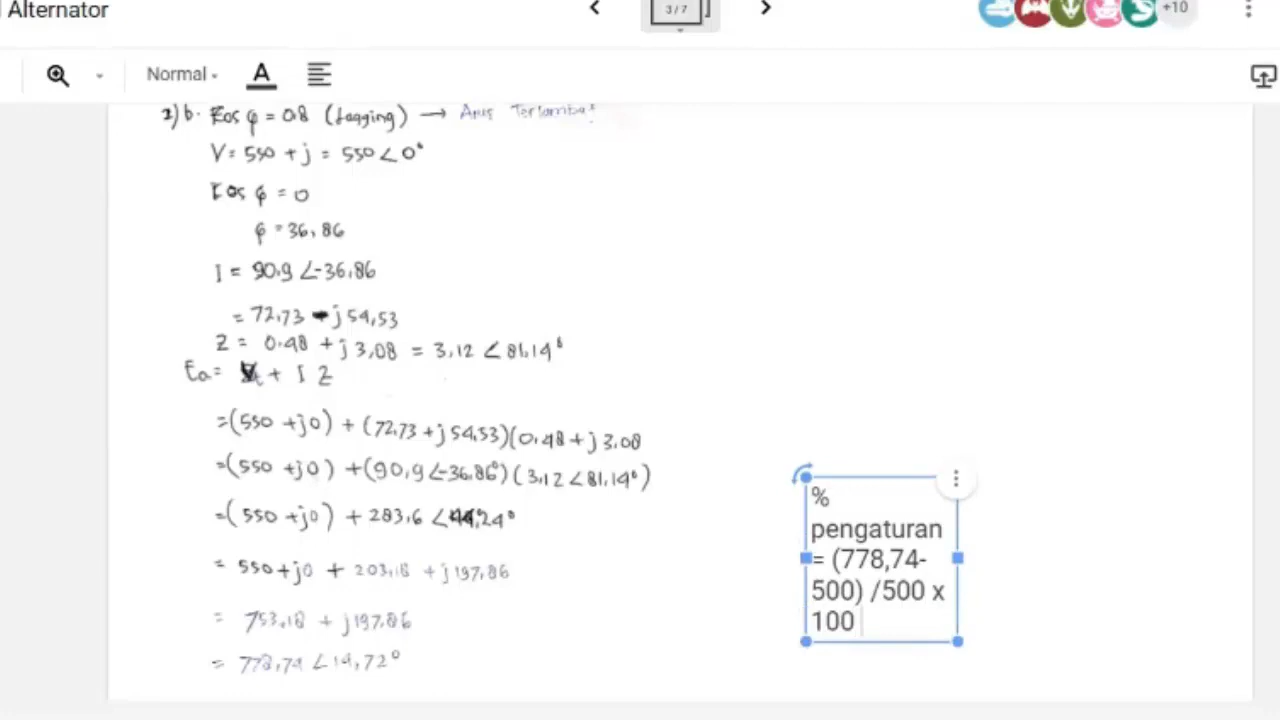 Alternator
3 / 7
+10
Normal
A
2) b. Cos φ = 0.8 (Lagging) → Arus Terlambat
V = 550 + j = 550 ∠ 0°
Cos φ = 0
φ = 36,86
I = 90.9 ∠-36,86
= 72,73 - j 54,53
Z = 0.48 + j 3,08 = 3,12 ∠ 81,14°
Ea = V + I Z
= (550 + j0) + (72,73 + j 54,53)(0,48 + j 3.08
= (550 + j0) + (90,9 ∠-36.86°) (3,12 ∠ 81,14°)
= (550 + j0) + 283,6 ∠ 44,24°
= 550 + j0 + 203,18 + j197,86
= 753,18 + j197.86
= 778,74 ∠ 14,72°
%
pengaturan
= (778,74-
500) /500 x
100